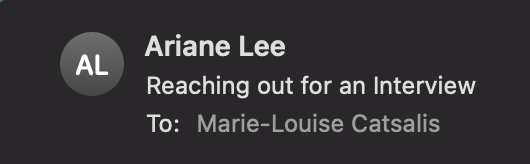 AL
Ariane Lee
Reaching out for an Interview
To: Marie-Louise Catsalis